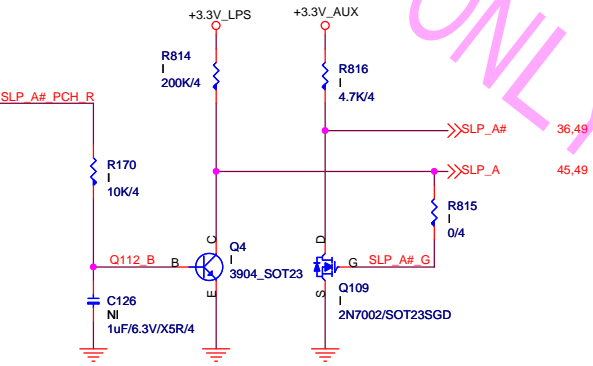 +3.3V_LPS
+3.3V_AUX
ONLY
R814
I
200K/4
R816
I
4.7K/4
SLP_A#_PCH_R
SLP_A#
36,49
SLP_A
45,49
R170
I
10K/4
R815
I
0/4
C
Q4
I
3904_SOT23
D
Q112_B
B
G
SLP_A#_G
E
S
Q109
I
2N7002/SOT23SGD
C126
NI
1uF/6.3V/X5R/4